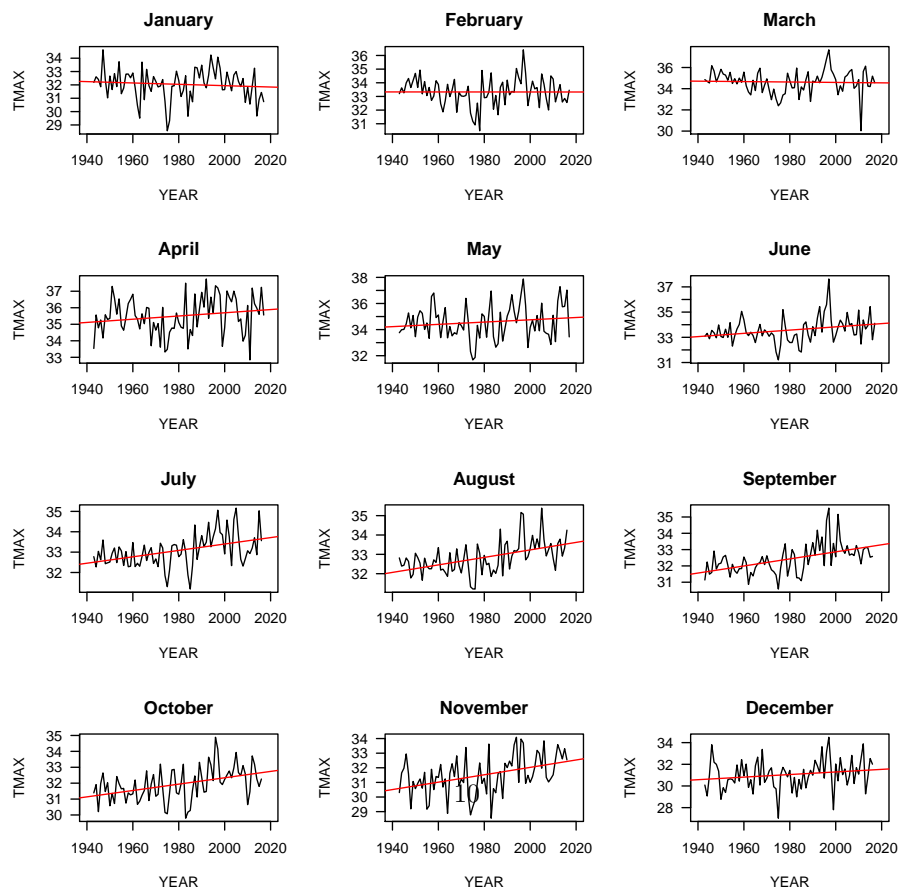 January
TMAX
34
33
32
31
30
29
1940 1960 1980 2000 2020
YEAR
February
TMAX
36
35
34
33
32
31
1940 1960 1980 2000 2020
YEAR
March
TMAX
36
34
32
30
1940 1960 1980 2000 2020
YEAR
April
TMAX
37
36
35
34
33
1940 1960 1980 2000 2020
YEAR
May
TMAX
38
36
34
32
1940 1960 1980 2000 2020
YEAR
June
TMAX
37
35
33
31
1940 1960 1980 2000 2020
YEAR
July
TMAX
35
34
33
32
1940 1960 1980 2000 2020
YEAR
August
TMAX
35
34
33
32
1940 1960 1980 2000 2020
YEAR
September
TMAX
35
34
33
32
31
1940 1960 1980 2000 2020
YEAR
October
TMAX
35
34
33
32
31
30
1940 1960 1980 2000 2020
YEAR
November
TMAX
34
33
32
31
30
29
10
1940 1960 1980 2000 2020
YEAR
December
TMAX
34
32
30
28
1940 1960 1980 2000 2020
YEAR